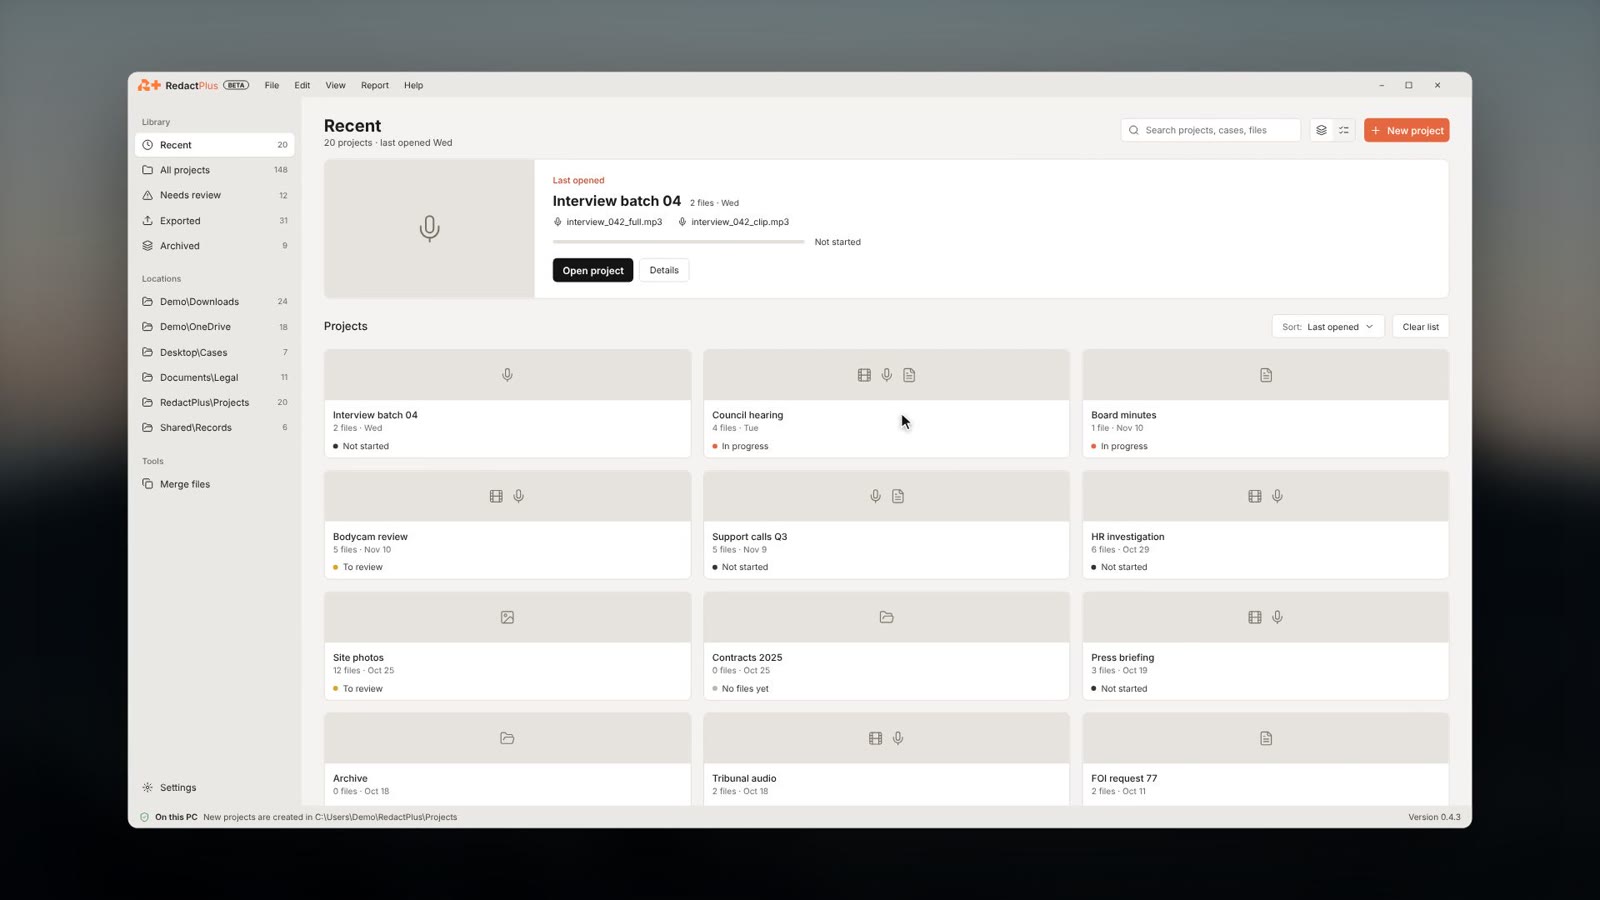 RedactPlus BETA File Edit View Report Help
Library
Recent 20
All projects 148
Needs review 12
Exported 31
Archived 9
Locations
Demo\Downloads 24
Demo\OneDrive 18
Desktop\Cases 7
Documents\Legal 11
RedactPlus\Projects 20
Shared\Records 6
Tools
Merge files
Settings
Recent
20 projects · last opened Wed
Search projects, cases, files
New project
Last opened
Interview batch 04 2 files · Wed
interview_042_full.mp3 interview_042_clip.mp3
Not started
Open project Details
Projects
Sort: Last opened Clear list
Interview batch 04
2 files · Wed
Not started
Council hearing
4 files · Tue
In progress
Board minutes
1 file · Nov 10
In progress
Bodycam review
5 files · Nov 10
To review
Support calls Q3
5 files · Nov 9
Not started
HR investigation
6 files · Oct 29
Not started
Site photos
12 files · Oct 25
To review
Contracts 2025
0 files · Oct 25
No files yet
Press briefing
3 files · Oct 19
Not started
Archive
0 files · Oct 18
Tribunal audio
2 files · Oct 18
FOI request 77
2 files · Oct 11
On this PC New projects are created in C:\Users\Demo\RedactPlus\Projects
Version 0.4.3